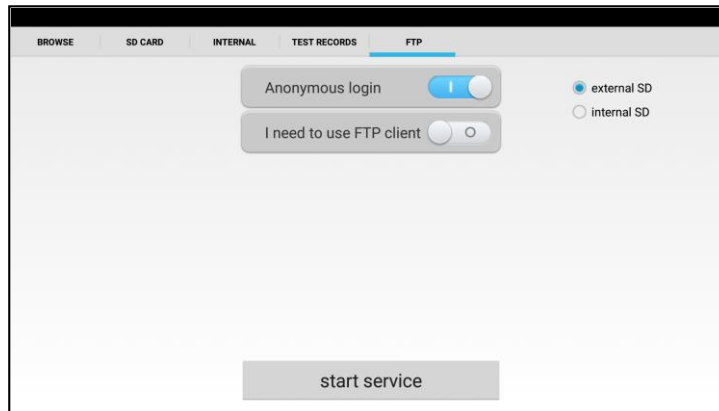 BROWSE SD CARD INTERNAL TEST RECORDS FTP
Anonymous login
external SD
internal SD
I need to use FTP client
start service